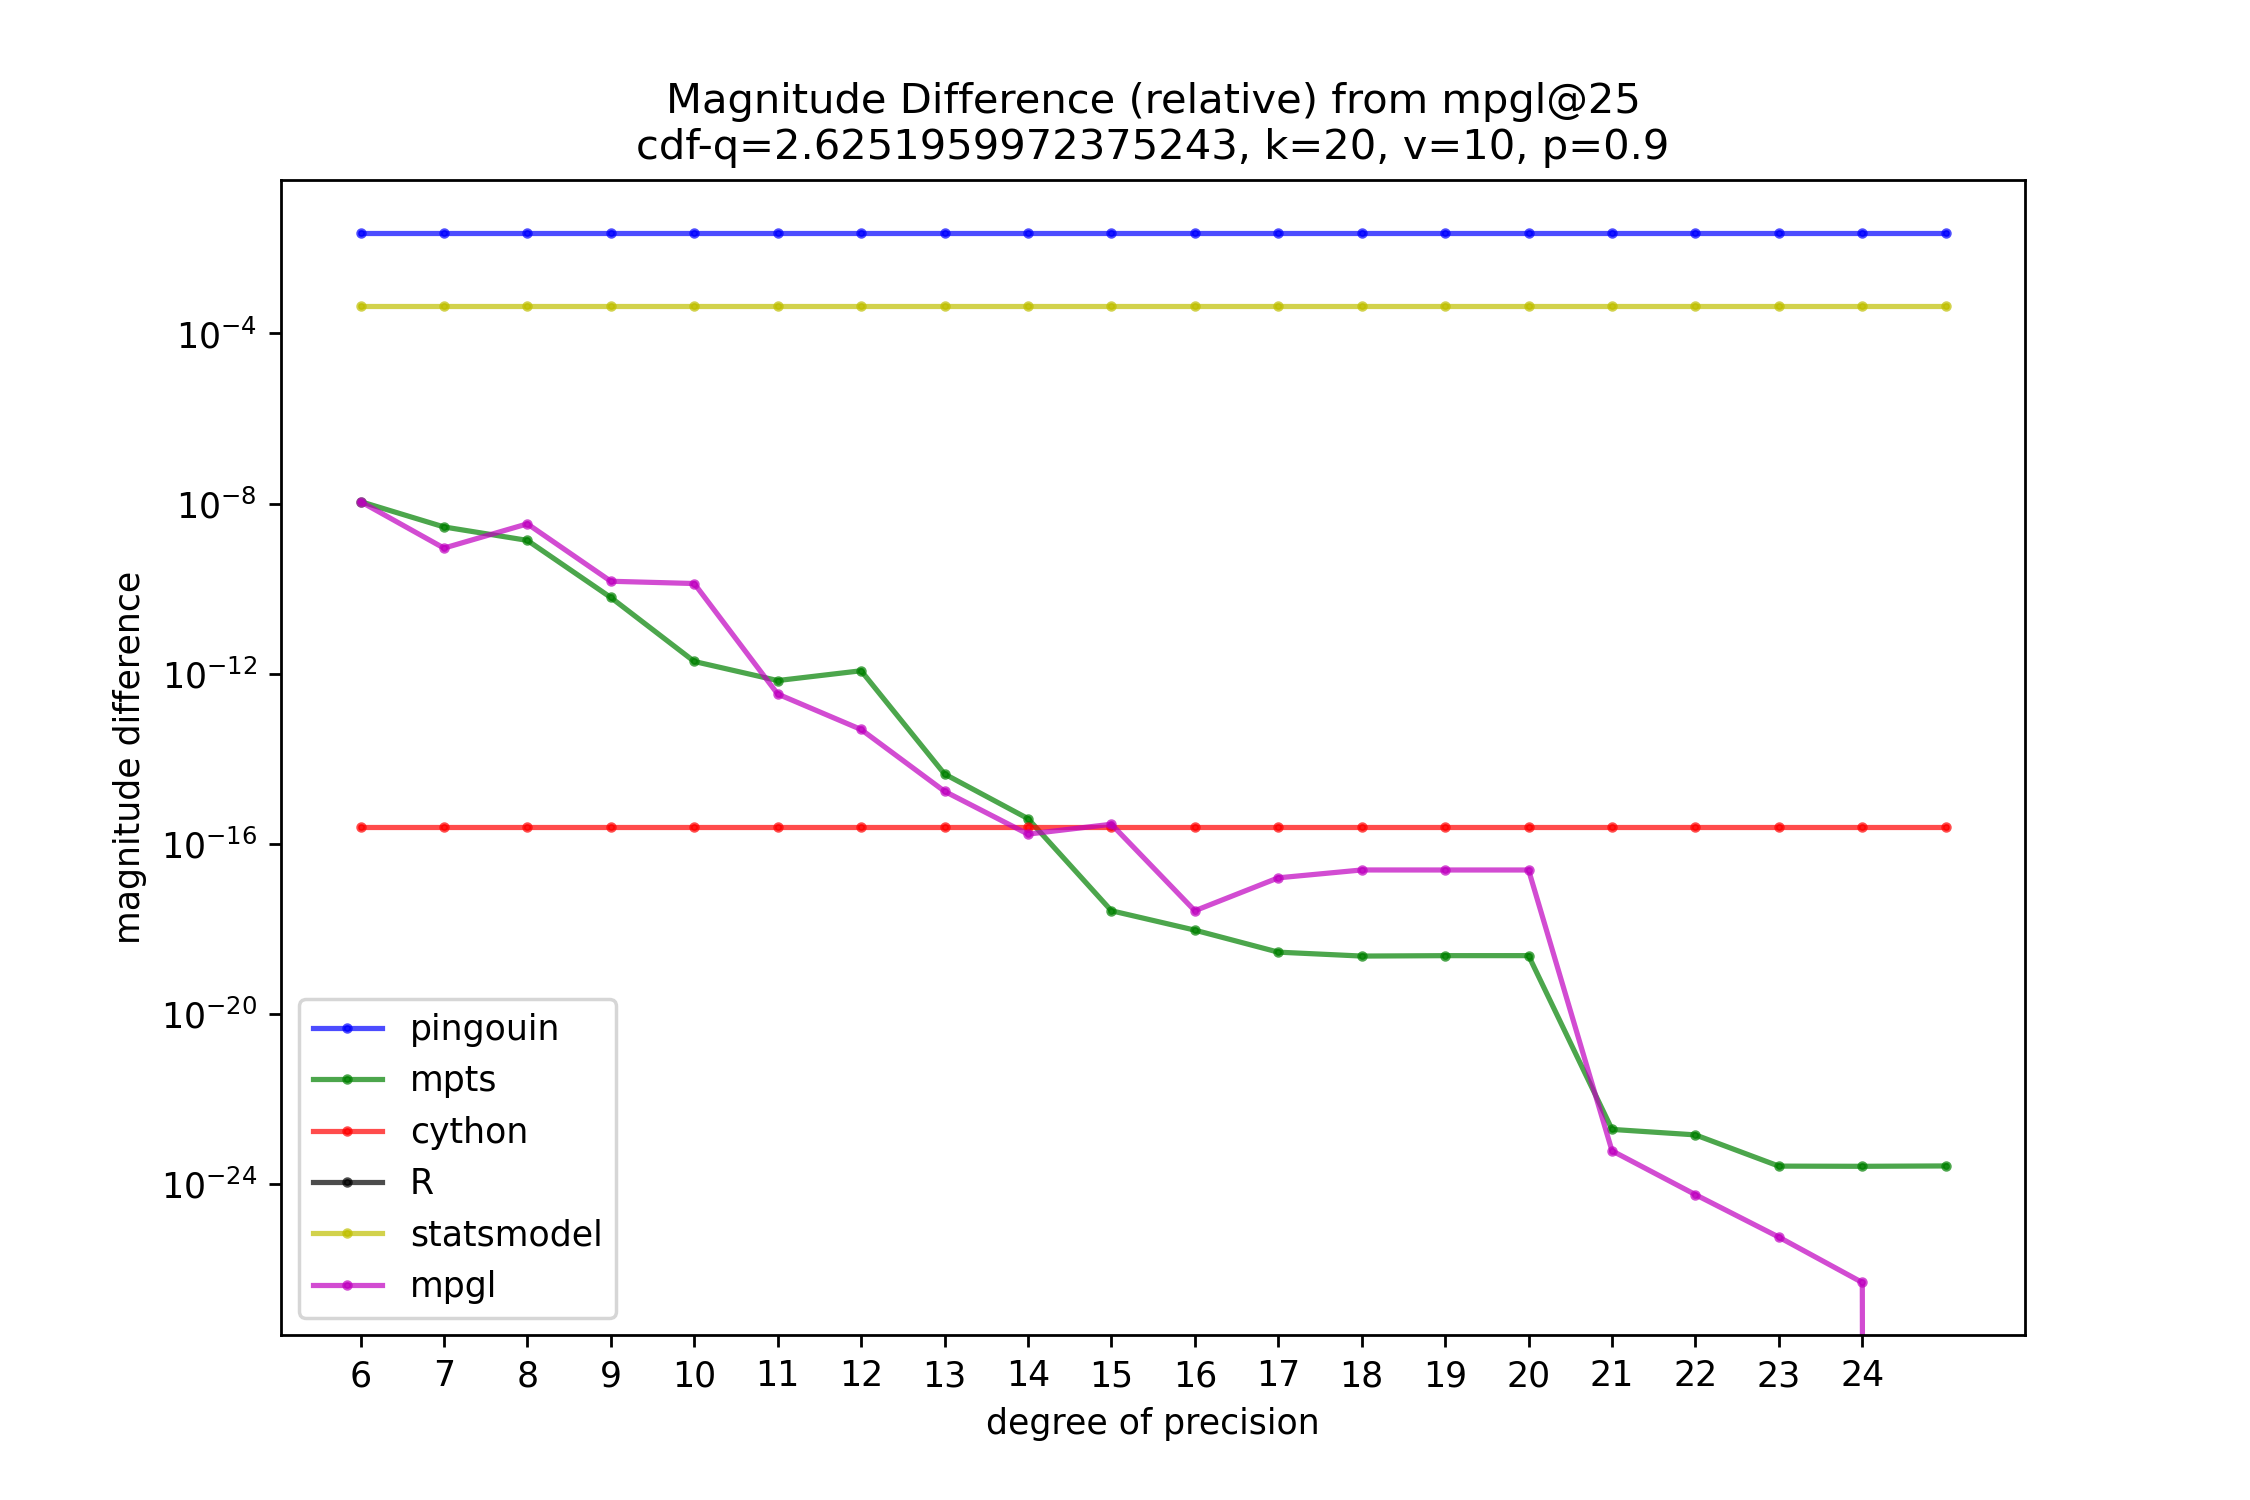 Magnitude Difference (relative) from mpgl@25
cdf-q=2.6251959972375243, k=20, v=10, p=0.9
magnitude difference
10⁻⁴
10⁻⁸
10⁻¹²
10⁻¹⁶
10⁻²⁰
10⁻²⁴
pingouin
mpts
cython
R
statsmodel
mpgl
6 7 8 9 10 11 12 13 14 15 16 17 18 19 20 21 22 23 24
degree of precision